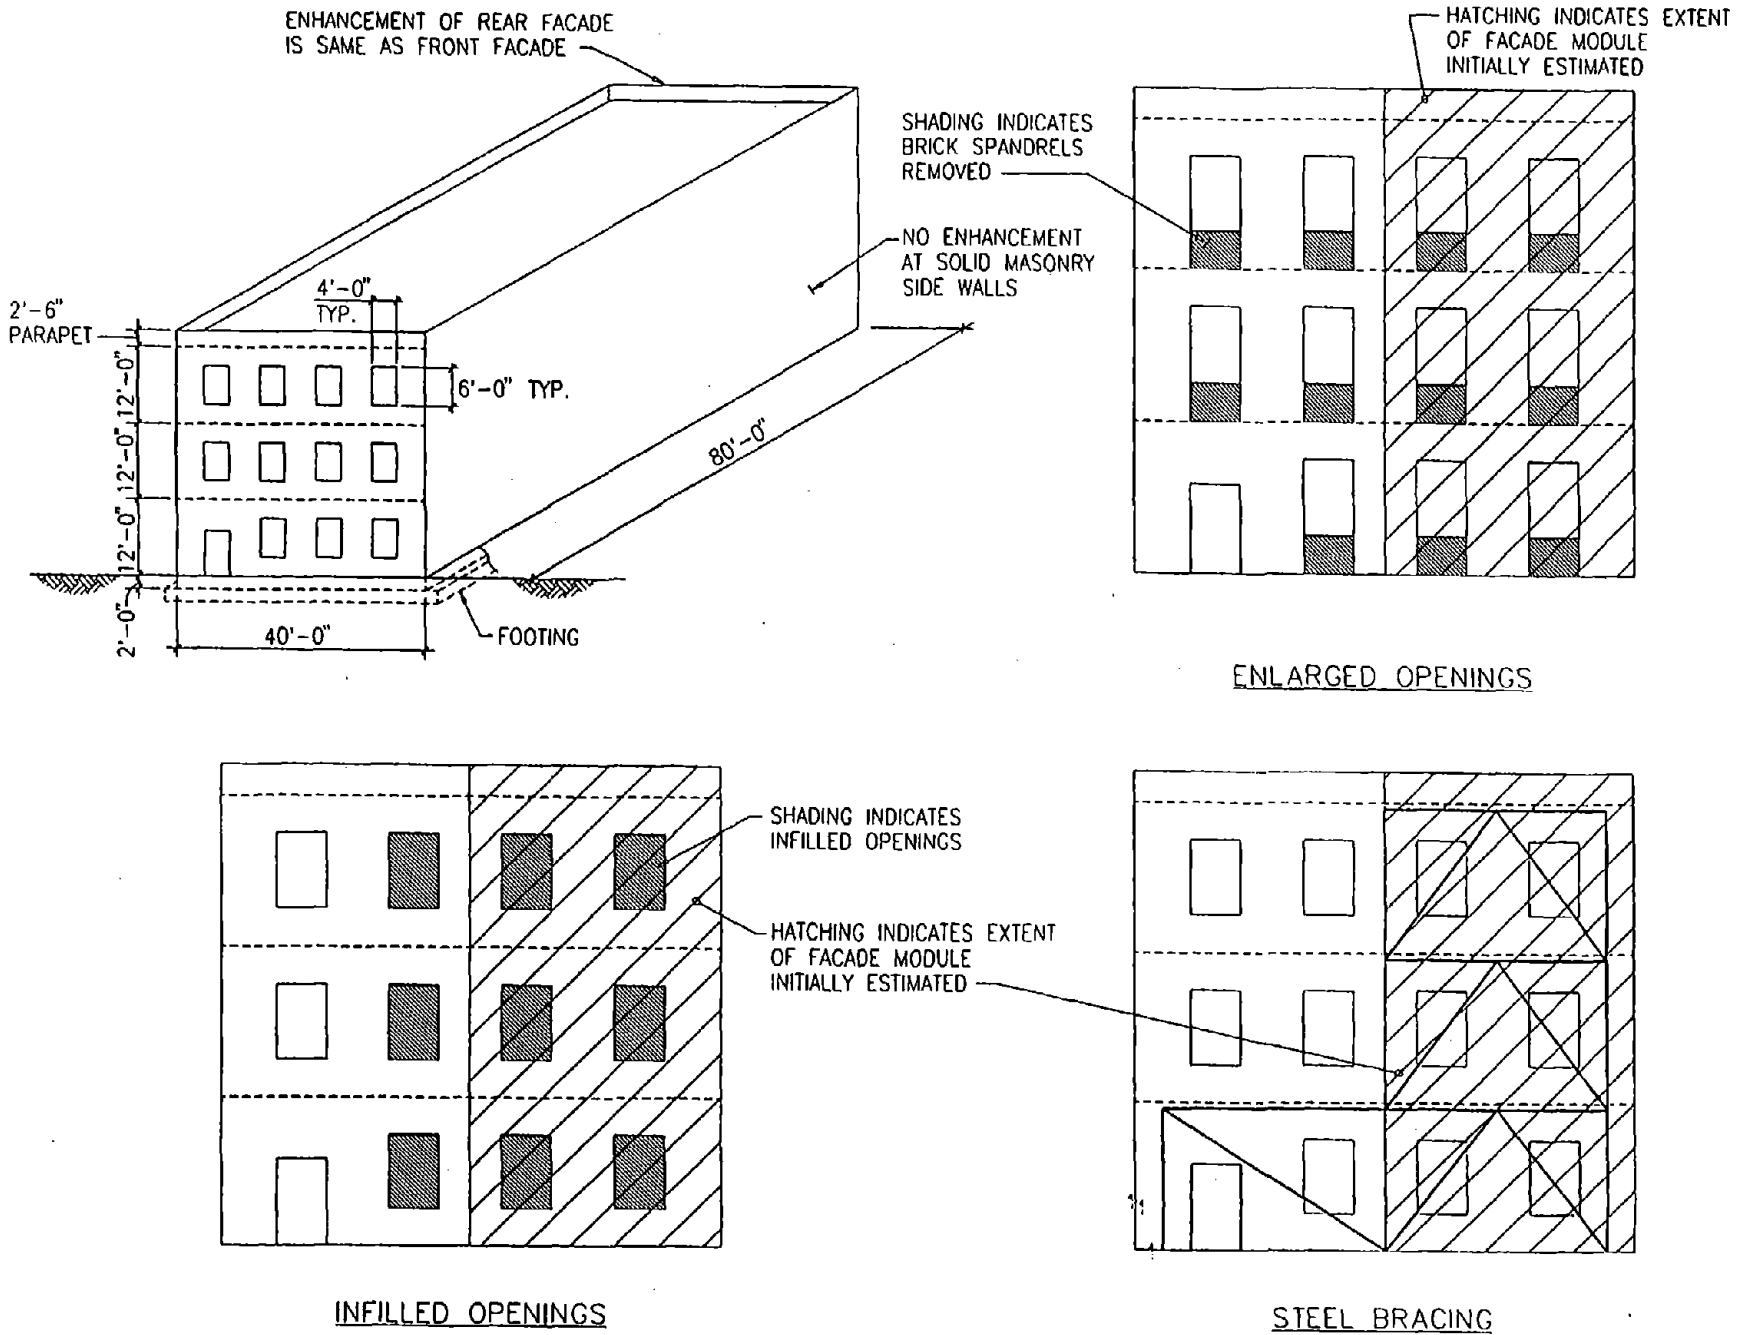 ENHANCEMENT OF REAR FACADE
IS SAME AS FRONT FACADE
2'-6"
PARAPET
4'-0"
TYP.
6'-0" TYP.
12'-0"
12'-0"
12'-0"
2'-0"
40'-0"
80'-0"
FOOTING
NO ENHANCEMENT
AT SOLID MASONRY
SIDE WALLS
HATCHING INDICATES EXTENT
OF FACADE MODULE
INITIALLY ESTIMATED
SHADING INDICATES
BRICK SPANDRELS
REMOVED
ENLARGED OPENINGS
SHADING INDICATES
INFILLED OPENINGS
HATCHING INDICATES EXTENT
OF FACADE MODULE
INITIALLY ESTIMATED
INFILLED OPENINGS
STEEL BRACING